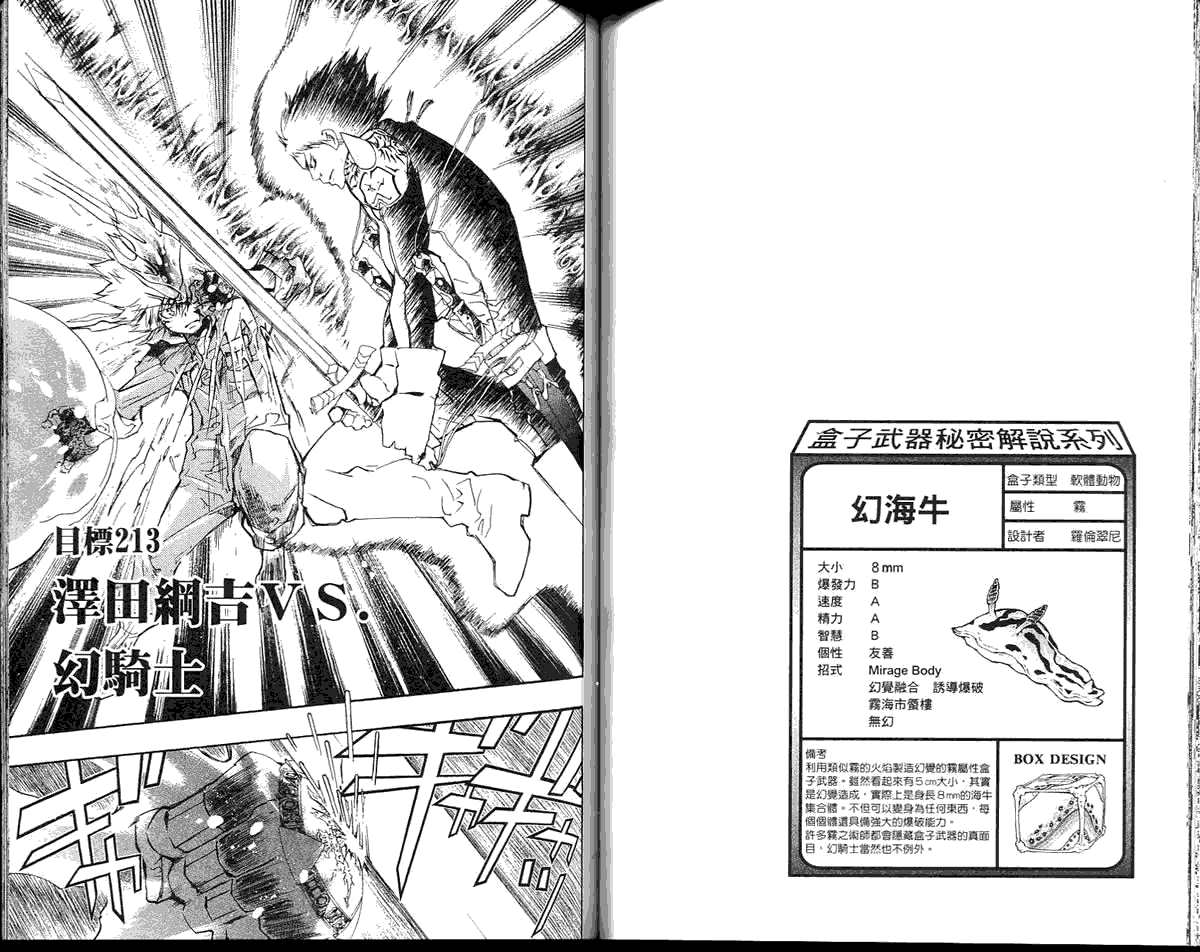 盒子武器秘密解說系列
幻海牛
盒子類型 軟體動物
屬性 霧
設計者 羅倫翠尼
大小 8mm
爆發力 B
速度 A
精力 A
智慧 B
個性 友善
招式 Mirage Body
幻覺融合 誘導爆破
霧海市蜃樓
無幻
備考
利用類似霧的火焰製造幻覺的霧屬性盒
子武器。雖然看起來有5cm大小，其實
是幻覺造成，實際上是身長8mm的海牛
集合體。不但可以變身為任何東西，每
個個體還具備強大的爆破能力。
許多霧之術師都會隱藏盒子武器的真面
目，幻騎士當然也不例外。
BOX DESIGN
目標213
澤田綱吉VS.
幻騎士
ギャギャギャ